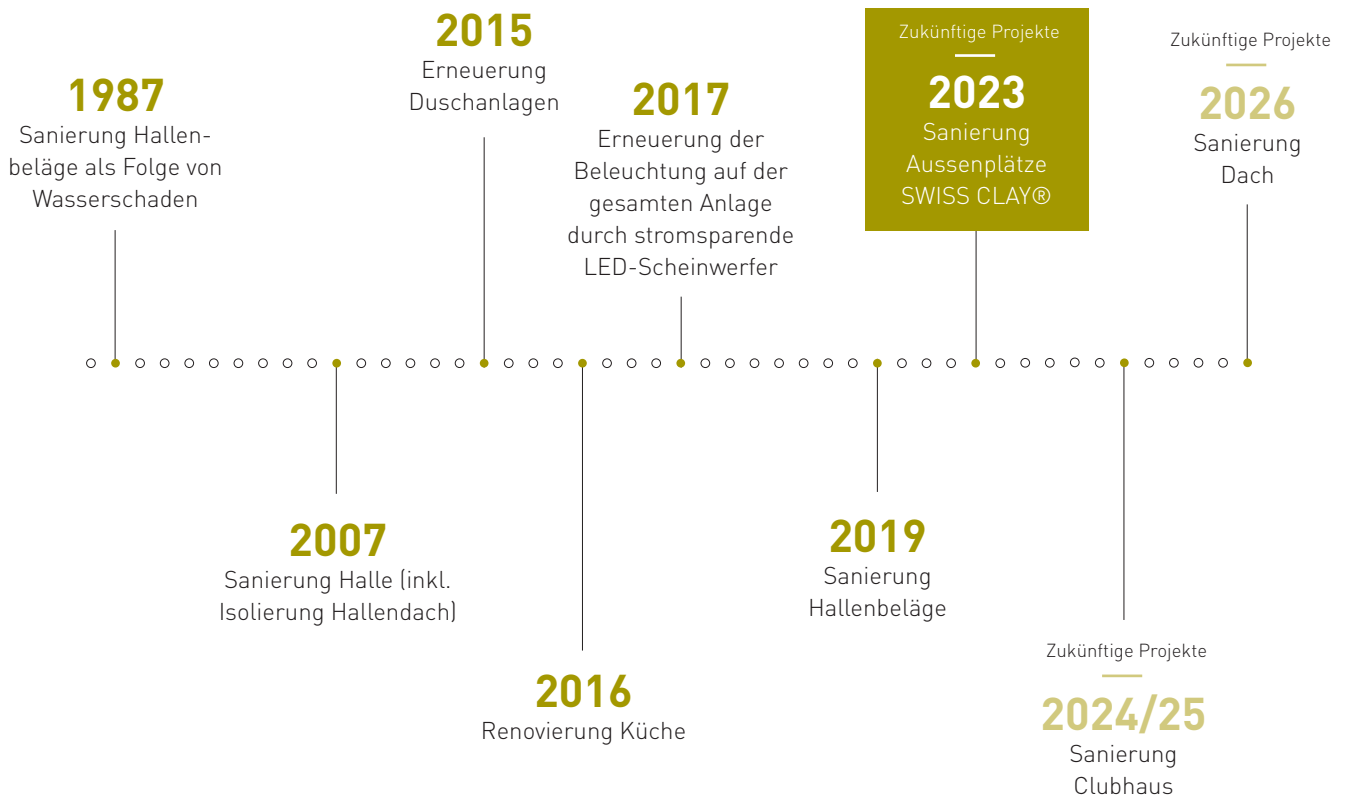 1987
Sanierung Hallen-
beläge als Folge von
Wasserschaden
2007
Sanierung Halle (inkl.
Isolierung Hallendach)
2015
Erneuerung
Duschanlagen
2016
Renovierung Küche
2017
Erneuerung der
Beleuchtung auf der
gesamten Anlage
durch stromsparende
LED-Scheinwerfer
2019
Sanierung
Hallenbeläge
Zukünftige Projekte
2023
Sanierung
Aussenplätze
SWISS CLAY®
Zukünftige Projekte
2024/25
Sanierung
Clubhaus
Zukünftige Projekte
2026
Sanierung
Dach